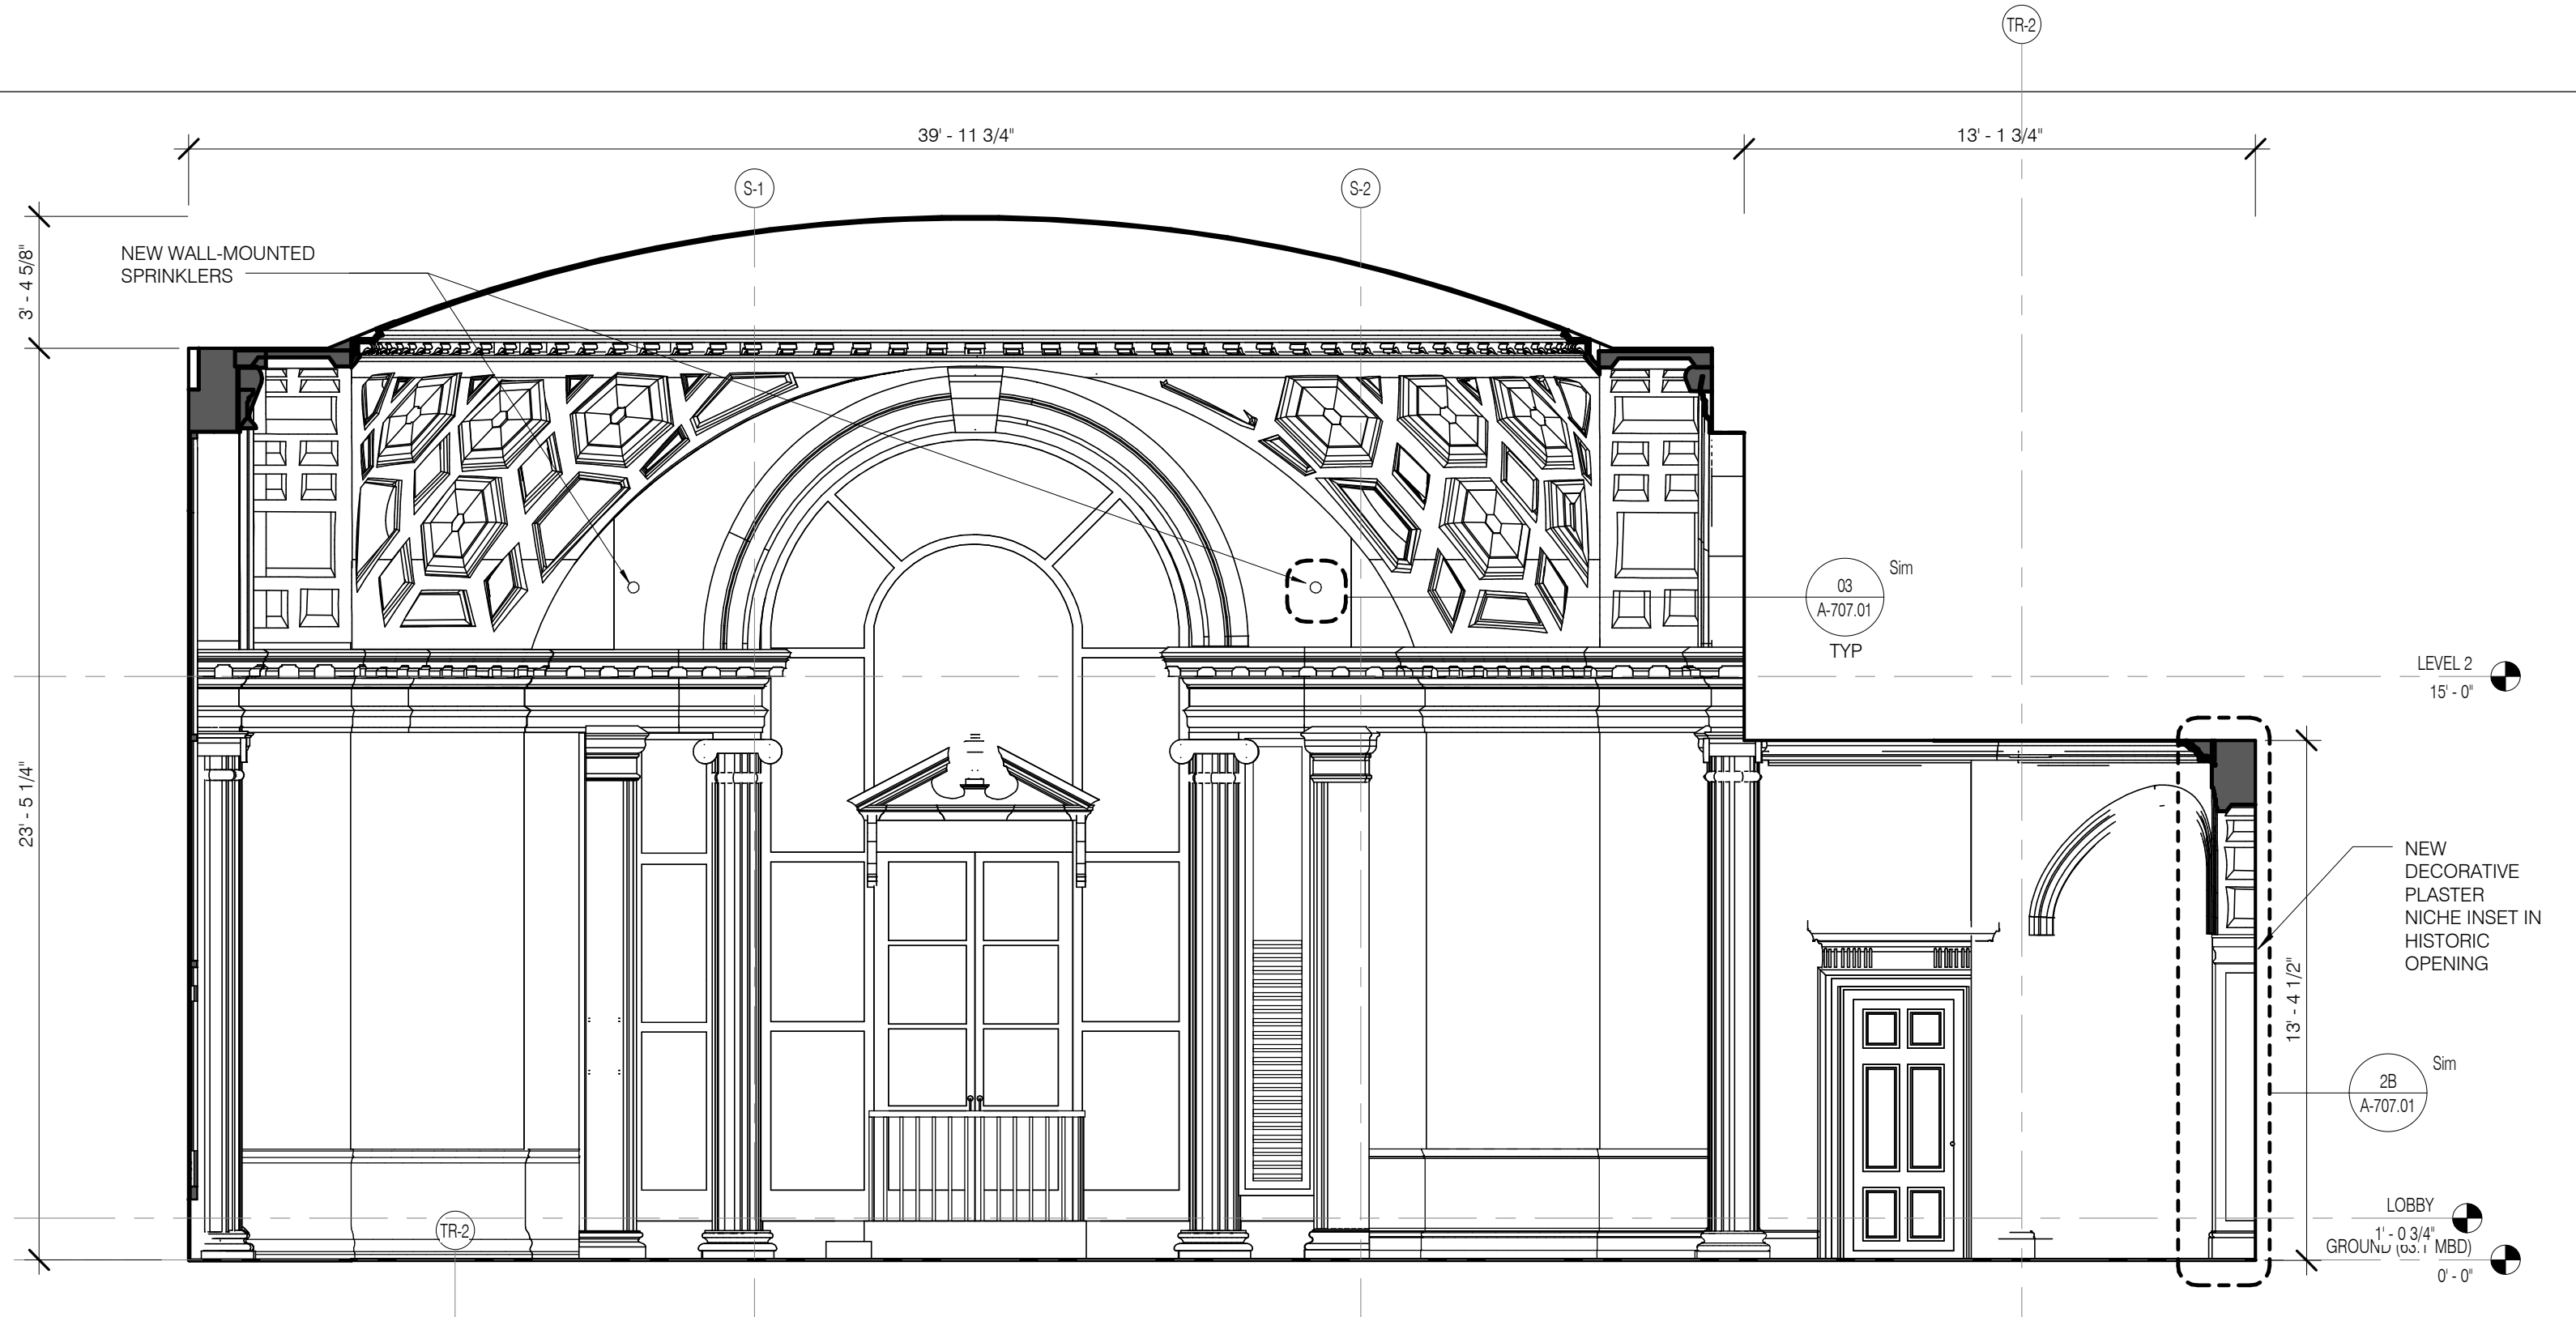 TR-2
39' - 11 3/4"
13' - 1 3/4"
S-1
S-2
3' - 4 5/8"
NEW WALL-MOUNTED
SPRINKLERS
03
A-707.01
Sim
TYP
LEVEL 2
15' - 0"
23' - 5 1/4"
NEW
DECORATIVE
PLASTER
NICHE INSET IN
HISTORIC
OPENING
13' - 4 1/2"
2B
A-707.01
Sim
TR-2
LOBBY
1' - 0 3/4"
GROUND (63.1 MBD)
0' - 0"